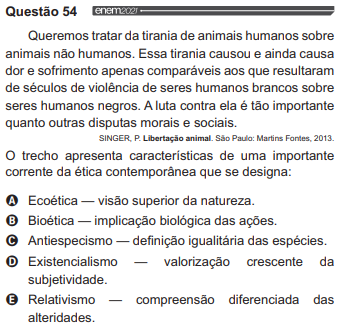 Questão 54 enem2021
Queremos tratar da tirania de animais humanos sobre
animais não humanos. Essa tirania causou e ainda causa
dor e sofrimento apenas comparáveis aos que resultaram
de séculos de violência de seres humanos brancos sobre
seres humanos negros. A luta contra ela é tão importante
quanto outras disputas morais e sociais.
SINGER, P. Libertação animal. São Paulo: Martins Fontes, 2013.
O trecho apresenta características de uma importante
corrente da ética contemporânea que se designa:
A Ecoética — visão superior da natureza.
B Bioética — implicação biológica das ações.
C Antiespecismo — definição igualitária das espécies.
D Existencialismo — valorização crescente da
subjetividade.
E Relativismo — compreensão diferenciada das
alteridades.